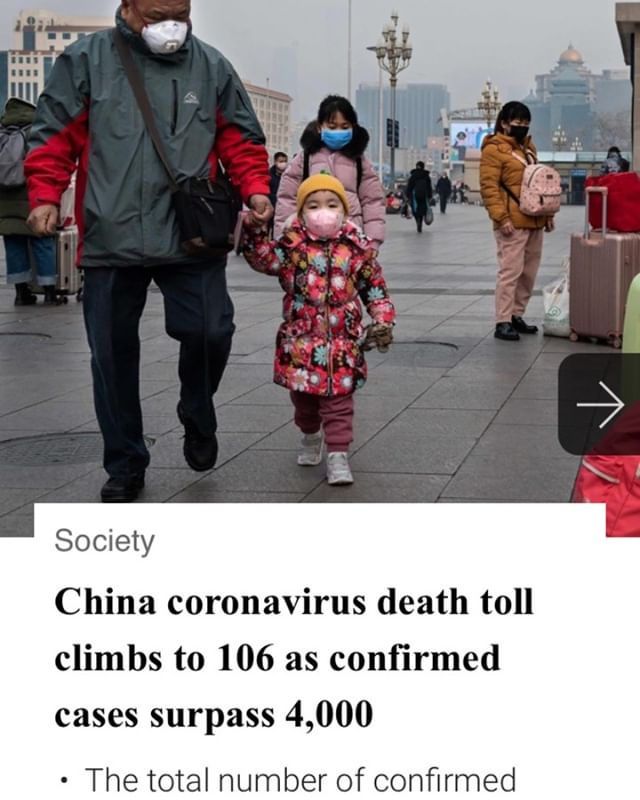 Society
China coronavirus death toll
climbs to 106 as confirmed
cases surpass 4,000
• The total number of confirmed